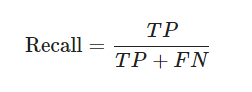 Recall = TP / (TP + FN)